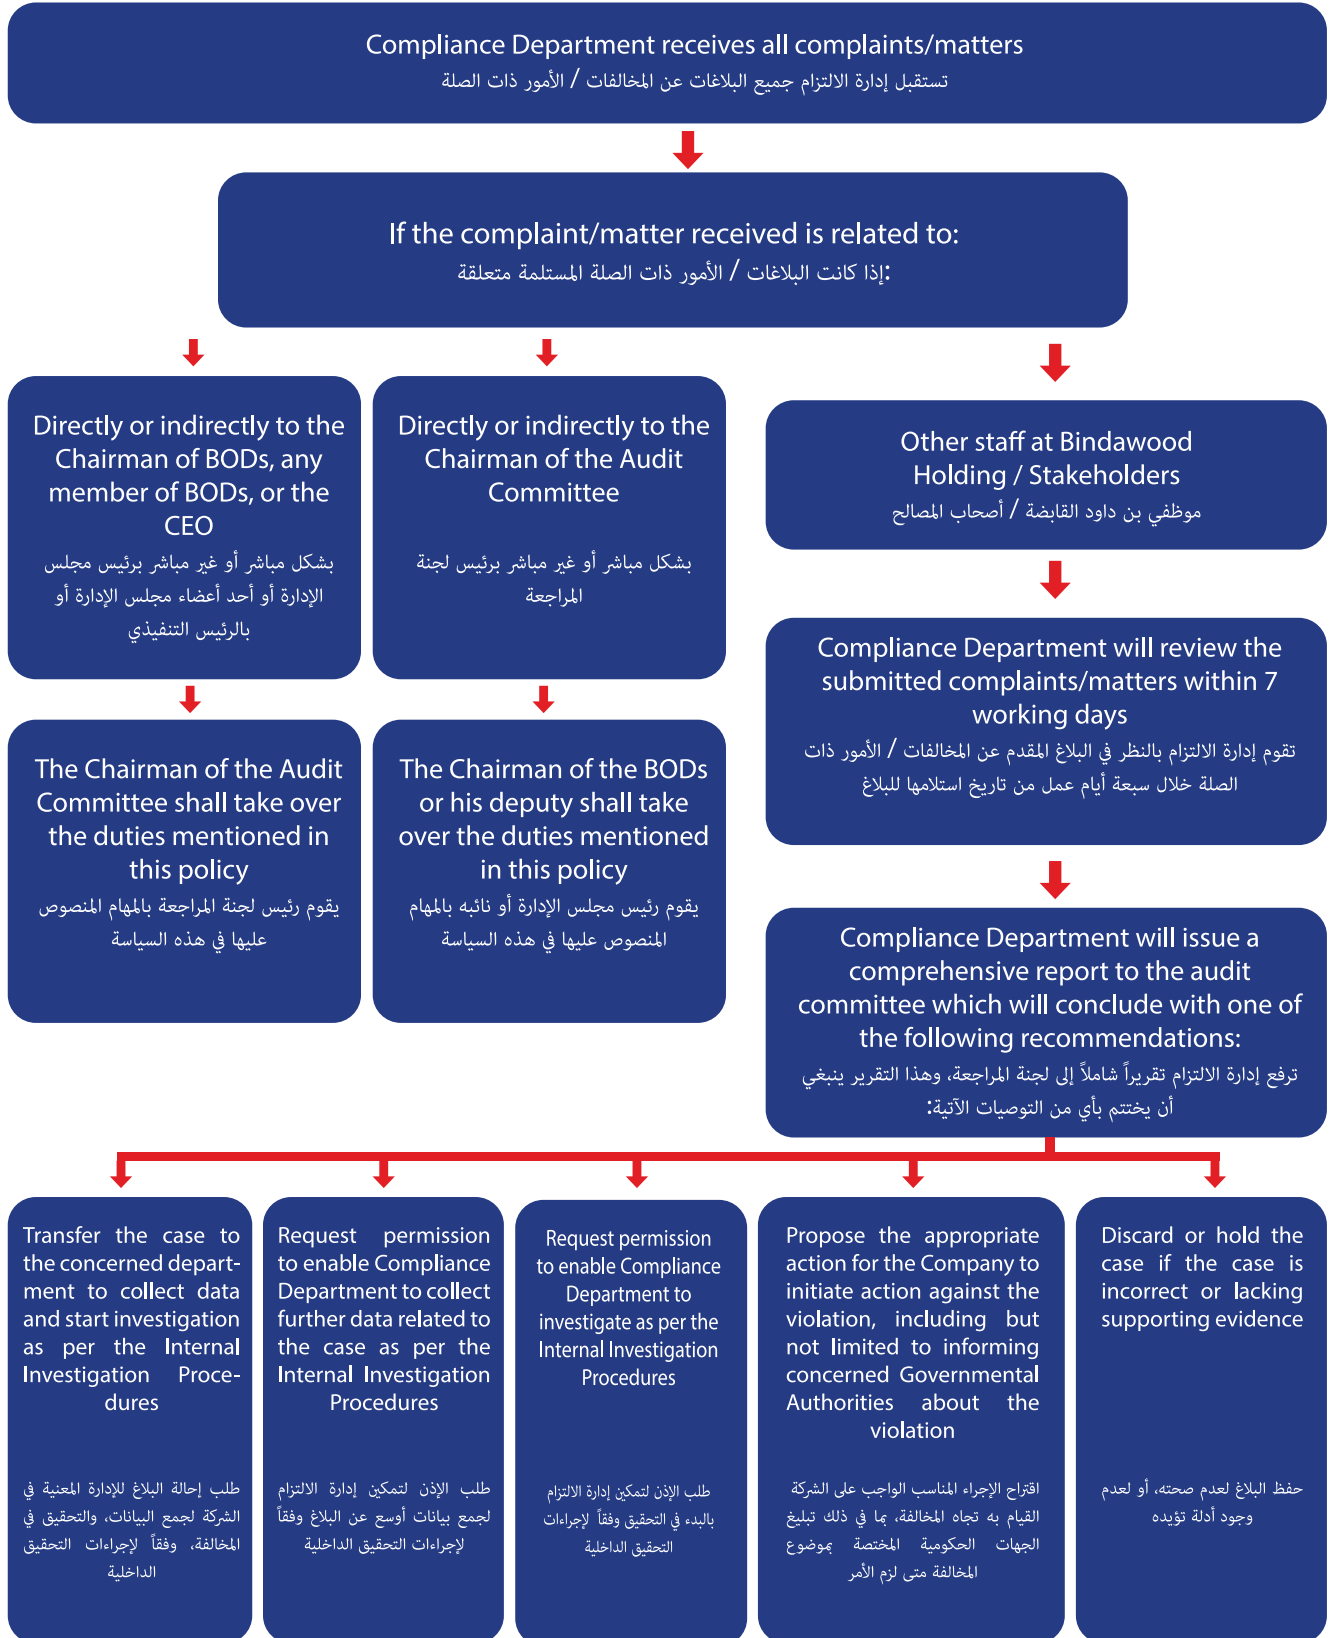 Compliance Department receives all complaints/matters
تستقبل إدارة الالتزام جميع البلاغات عن المخالفات / الأمور ذات الصلة
If the complaint/matter received is related to:
إذا كانت البلاغات / الأمور ذات الصلة المستلمة متعلقة:
Directly or indirectly to the
Chairman of BODs, any
member of BODs, or the
CEO
بشكل مباشر أو غير مباشر برئيس مجلس
الإدارة أو أحد أعضاء مجلس الإدارة أو
بالرئيس التنفيذي
Directly or indirectly to the
Chairman of the Audit
Committee
بشكل مباشر أو غير مباشر برئيس لجنة
المراجعة
Other staff at Bindawood
Holding / Stakeholders
موظفي بن داود القابضة / أصحاب المصالح
The Chairman of the Audit
Committee shall take over
the duties mentioned in
this policy
يقوم رئيس لجنة المراجعة بالمهام المنصوص
عليها في هذه السياسة
The Chairman of the BODs
or his deputy shall take
over the duties mentioned
in this policy
يقوم رئيس مجلس الإدارة أو نائبه بالمهام
المنصوص عليها في هذه السياسة
Compliance Department will review the
submitted complaints/matters within 7
working days
تقوم إدارة الالتزام بالنظر في البلاغ المقدم عن المخالفات / الأمور ذات
الصلة خلال سبعة أيام عمل من تاريخ استلامها للبلاغ
Compliance Department will issue a
comprehensive report to the audit
committee which will conclude with one of
the following recommendations:
ترفع إدارة الالتزام تقريراً شاملاً إلى لجنة المراجعة، وهذا التقرير ينبغي
أن يختتم بأي من التوصيات الآتية:
Transfer the case to
the concerned depart-
ment to collect data
and start investigation
as per the Internal
Investigation Proce-
dures
طلب إحالة البلاغ للإدارة المعنية في
الشركة لجمع البيانات، والتحقيق في
المخالفة، وفقاً لإجراءات التحقيق
الداخلية
Request permission
to enable Compliance
Department to collect
further data related to
the case as per the
Internal Investigation
Procedures
طلب الإذن لتمكين إدارة الالتزام
لجمع بيانات أوسع عن البلاغ وفقاً
لإجراءات التحقيق الداخلية
Request permission
to enable Compliance
Department to
investigate as per the
Internal Investigation
Procedures
طلب الإذن لتمكين إدارة الالتزام
بالبدء في التحقيق وفقاً لإجراءات
التحقيق الداخلية
Propose the appropriate
action for the Company to
initiate action against the
violation, including but
not limited to informing
concerned Governmental
Authorities about the
violation
اقتراح الإجراء المناسب الواجب على الشركة
القيام به تجاه المخالفة، بما في ذلك تبليغ
الجهات الحكومية المختصة بموضوع
المخالفة متى لزم الأمر
Discard or hold the
case if the case is
incorrect or lacking
supporting evidence
حفظ البلاغ لعدم صحته، أو لعدم
وجود أدلة تؤيده